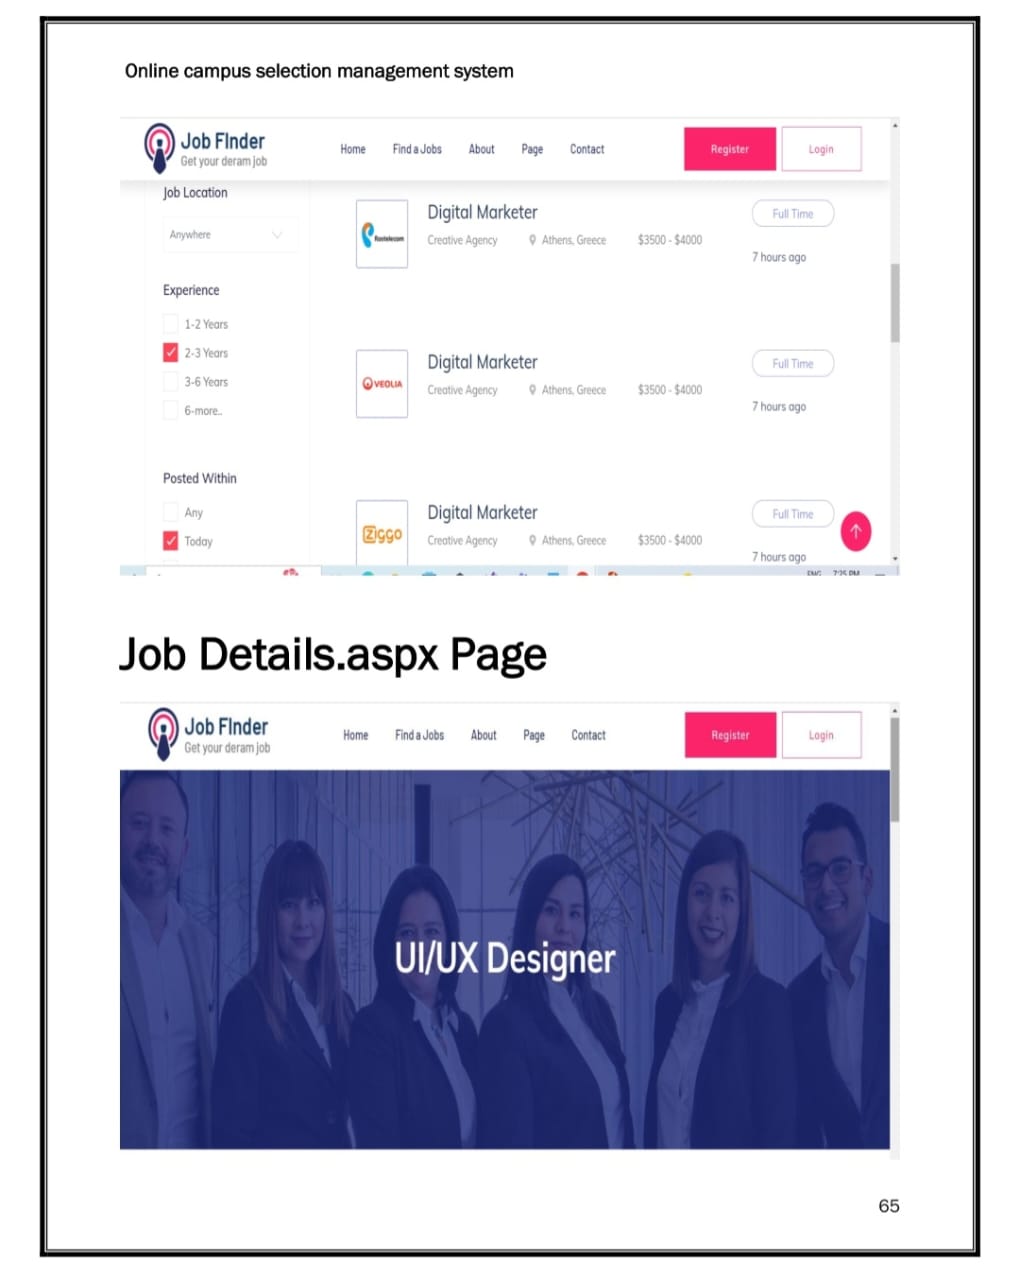 Online campus selection management system
Job FInder
Get your deram job
Home Find a Jobs About Page Contact Register Login
Job Location
Anywhere
Experience
1-2 Years
2-3 Years
3-6 Years
6-more..
Posted Within
Any
Today
Rostelecom
Digital Marketer
Creative Agency Athens, Greece $3500 - $4000
Full Time
7 hours ago
VEOLIA
Digital Marketer
Creative Agency Athens, Greece $3500 - $4000
Full Time
7 hours ago
ziggo
Digital Marketer
Creative Agency Athens, Greece $3500 - $4000
Full Time
7 hours ago
ENG 7:25 PM
Job Details.aspx Page
Job FInder
Get your deram job
Home Find a Jobs About Page Contact Register Login
UI/UX Designer
65